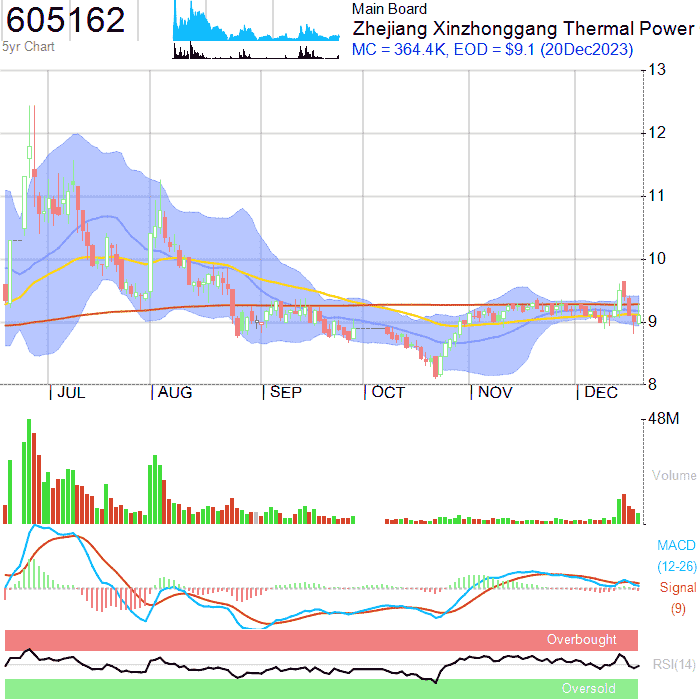 605162
5yr Chart
Main Board
Zhejiang Xinzhonggang Thermal Power
MC = 364.4K, EOD = $9.1 (20Dec2023)
13
12
11
10
9
8
JUL AUG SEP OCT NOV DEC
48M
Volume
MACD
(12-26)
Signal
(9)
Overbought
RSI(14)
Oversold